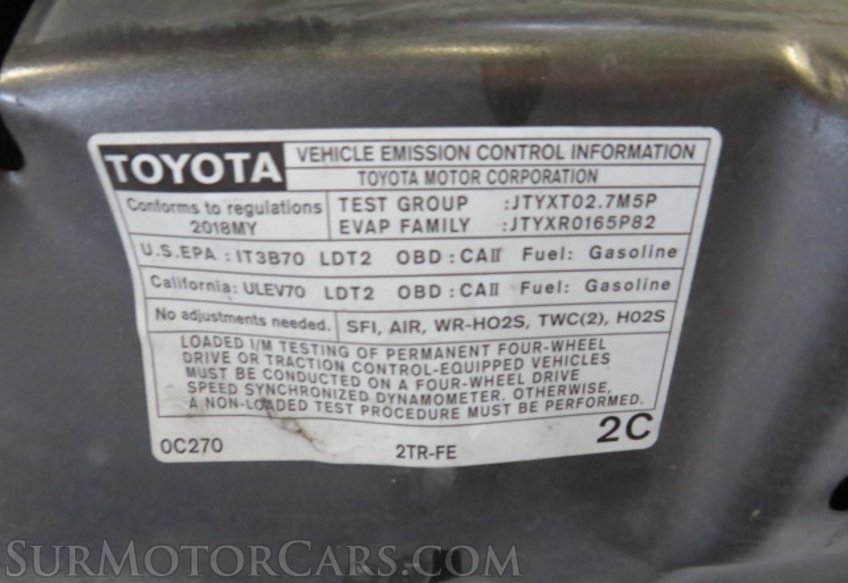 TOYOTA
VEHICLE EMISSION CONTROL INFORMATION
TOYOTA MOTOR CORPORATION
Conforms to regulations
2018MY
TEST GROUP :JTYXT02.7M5P
EVAP FAMILY :JTYXR0165P82
U.S.EPA : IT3B70 LDT2 OBD : CAⅡ Fuel: Gasoline
California: ULEV70 LDT2 OBD : CAⅡ Fuel: Gasoline
No adjustments needed. SFI, AIR, WR-HO2S, TWC(2), HO2S
LOADED I/M TESTING OF PERMANENT FOUR-WHEEL
DRIVE OR TRACTION CONTROL-EQUIPPED VEHICLES
MUST BE CONDUCTED ON A FOUR-WHEEL DRIVE
SPEED SYNCHRONIZED DYNAMOMETER. OTHERWISE,
A NON-LOADED TEST PROCEDURE MUST BE PERFORMED.
0C270 2TR-FE 2C
SURMOTORCARS.COM